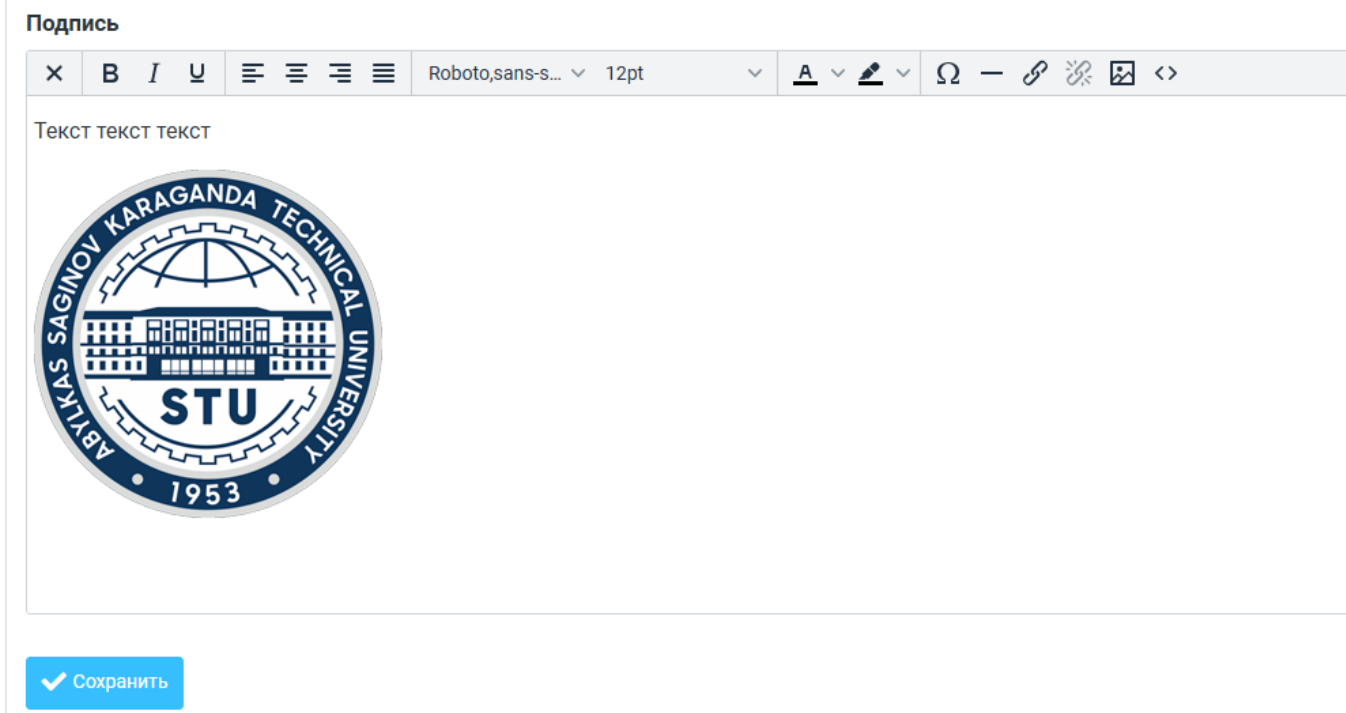 Подпись
B I U Roboto,sans-s... 12pt A Ω
Текст текст текст
ABYLKAS SAGINOV KARAGANDA TECHNICAL UNIVERSITY
STU
1953
Сохранить